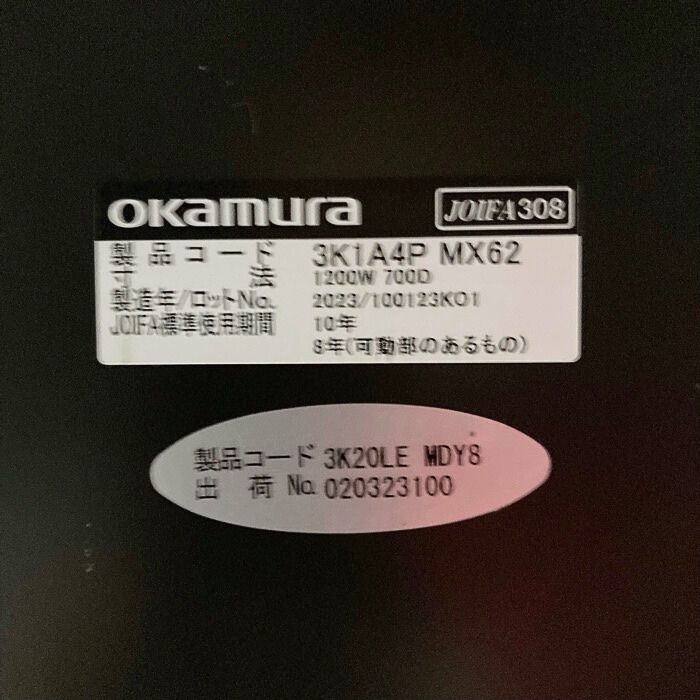 okamura
JOIFA308
製品コード 3K1A4P MX62
寸法 1200W 700D
製造年/ロットNo. 2023/100123KO1
JOIFA標準使用期間 10年
8年(可動部のあるもの)
製品コード 3K20LE MDY8
出荷 No. 020323100